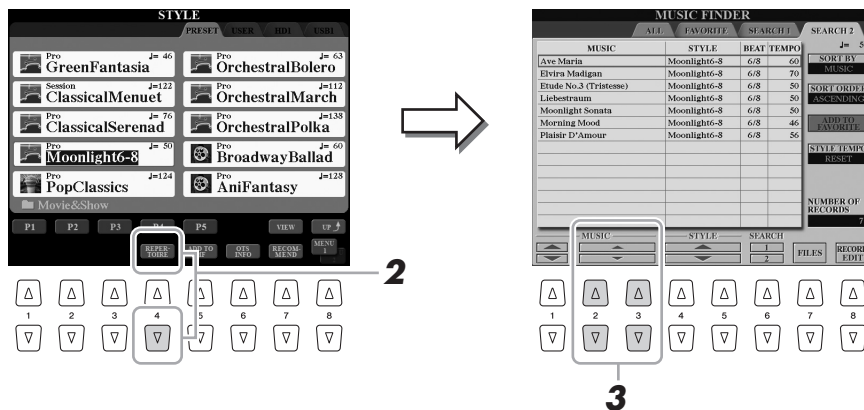 STYLE
PRESET USER HD1 USB1
Pro ♩= 46
GreenFantasia
Pro ♩= 63
OrchestralBolero
Session ♩=122
ClassicalMenuet
Pro ♩=112
OrchestralMarch
Pro ♩= 76
ClassicalSerenad
Pro ♩=138
OrchestralPolka
Pro ♩= 50
Moonlight6-8
Pro ♩= 60
BroadwayBallad
Pro ♩=124
PopClassics
Pro ♩=128
AniFantasy
Movie&Show
P1 P2 P3 P4 P5 VIEW UP
REPER-
TOIRE
ADD TO
OTS
INFO
RECOM-
MEND
MENU
1
1 2 3 4 5 6 7 8
2
MUSIC FINDER
ALL FAVORITE SEARCH 1 SEARCH 2
MUSIC STYLE BEAT TEMPO
Ave Maria Moonlight6-8 6/8 60
Elvira Madigan Moonlight6-8 6/8 70
Etude No.3 (Tristesse) Moonlight6-8 6/8 50
Liebestraum Moonlight6-8 6/8 50
Moonlight Sonata Moonlight6-8 6/8 50
Morning Mood Moonlight6-8 6/8 46
Plaisir D'Amour Moonlight6-8 6/8 56
♩= 5
SORT BY
MUSIC
SORT ORDER
ASCENDING
ADD TO
FAVORITE
STYLE TEMPO
RESET
NUMBER OF
RECORDS
7
MUSIC STYLE SEARCH
1
2
FILES
RECORD
EDIT
1 2 3 4 5 6 7 8
3